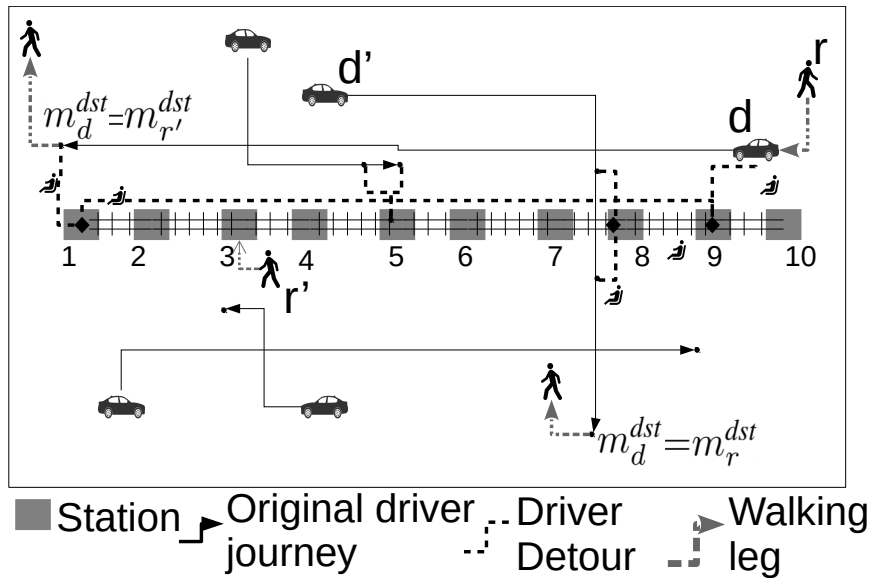 d'
r
d
m_d^{dst}=m_{r'}^{dst}
1 2 3 4 5 6 7 8 9 10
r'
m_d^{dst}=m_r^{dst}
Station
Original driver
journey
Driver
Detour
Walking
leg